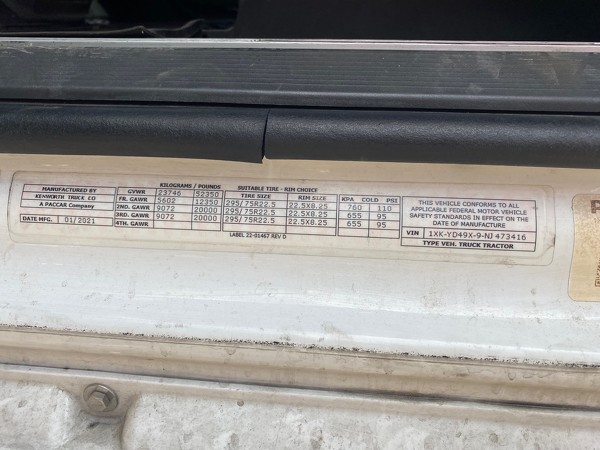 KILOGRAMS / POUNDS SUITABLE TIRE - RIM CHOICE
MANUFACTURED BY GVWR 23746 52350 TIRE SIZE RIM SIZE KPA COLD PSI
KENWORTH TRUCK CO FR. GAWR 5602 12350 295/75R22.5 22.5X8.25 760 110
A PACCAR Company 2ND. GAWR 9072 20000 295/75R22.5 22.5X8.25 655 95
3RD. GAWR 9072 20000 295/75R22.5 22.5X8.25 655 95
DATE MFG. 01/2021 4TH. GAWR
LABEL 22-01467 REV D
THIS VEHICLE CONFORMS TO ALL
APPLICABLE FEDERAL MOTOR VEHICLE
SAFETY STANDARDS IN EFFECT ON THE
DATE OF MANUFACTURE
VIN 1XK-YD49X-9-NJ 473416
TYPE VEH. TRUCK TRACTOR